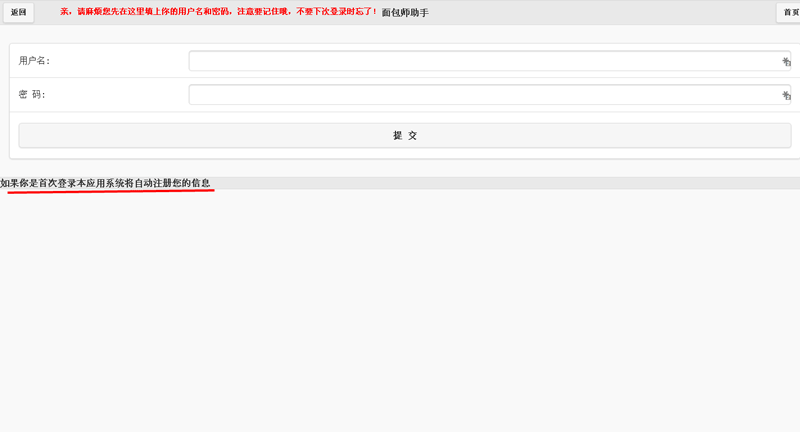 返回 亲，请麻烦您先在这里填上你的用户名和密码，注意要记住哦，不要下次登录时忘了！面包师助手 首页
用户名：
密 码：
提 交
如果你是首次登录本应用系统将自动注册您的信息